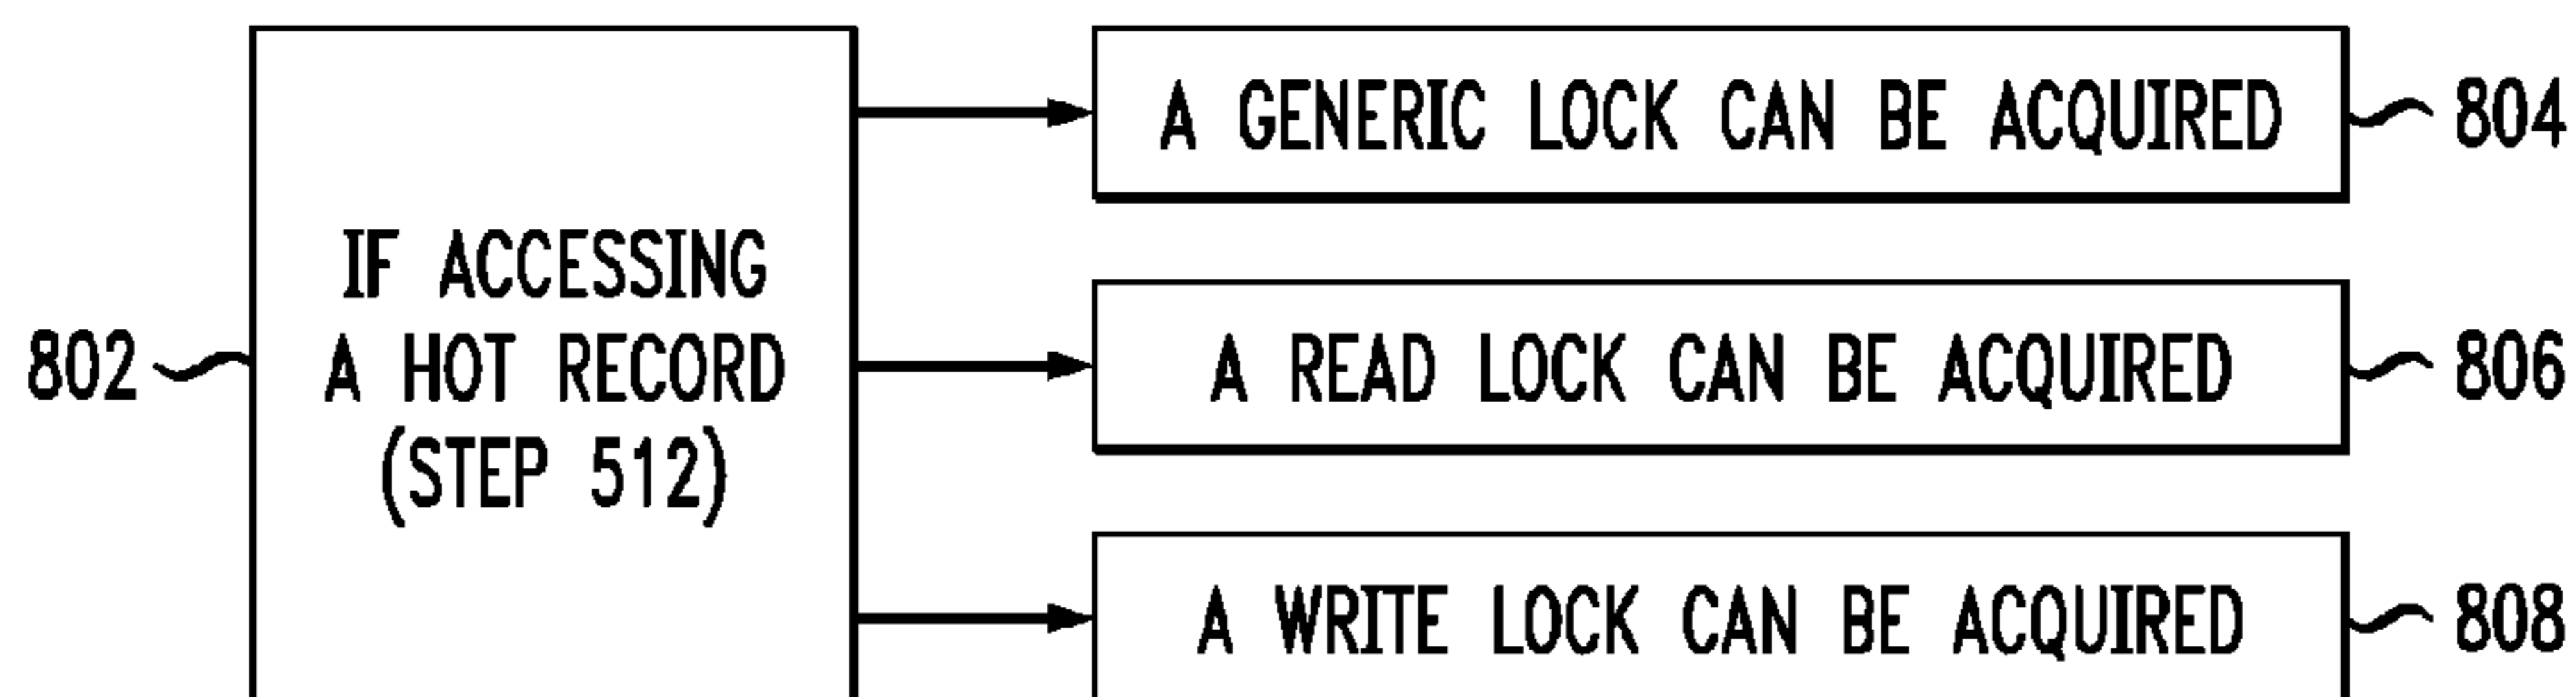 A GENERIC LOCK CAN BE ACQUIRED
804
IF ACCESSING
A HOT RECORD
(STEP 512)
802
A READ LOCK CAN BE ACQUIRED
806
A WRITE LOCK CAN BE ACQUIRED
808